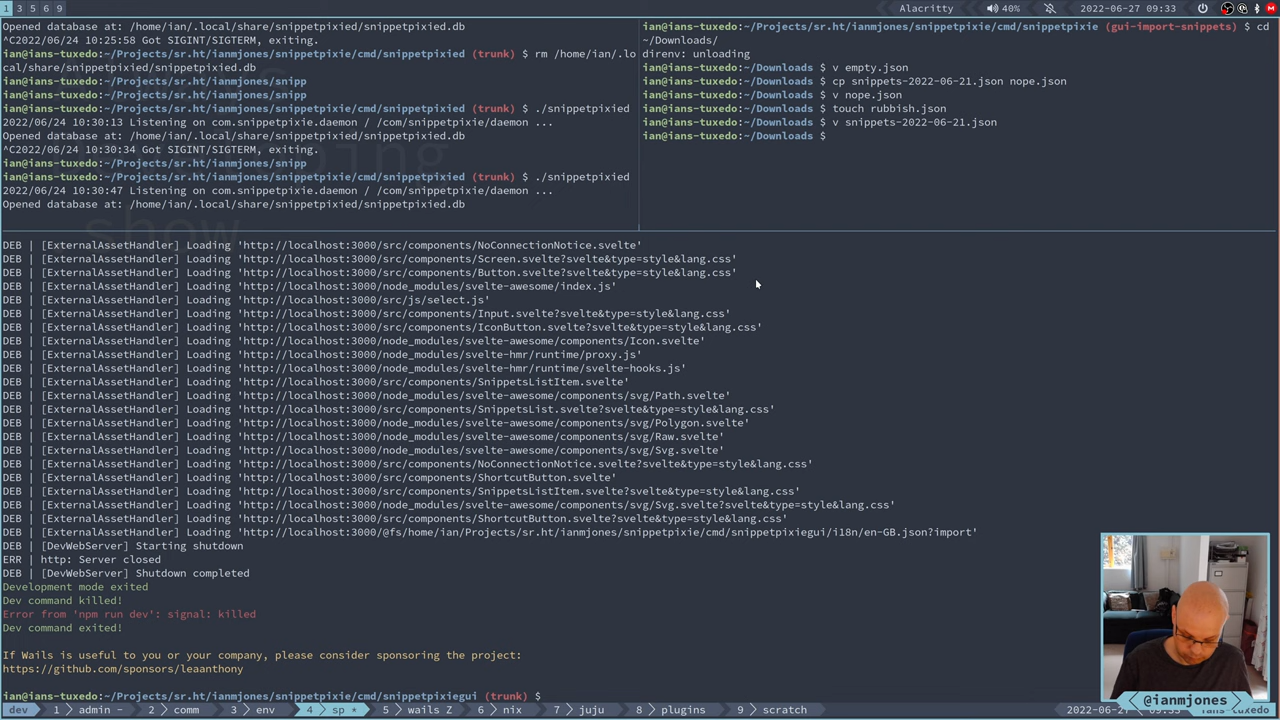 1 3 5 6 9
Alacritty 40% 2022-06-27 09:33
Opened database at: /home/ian/.local/share/snippetpixied/snippetpixied.db
^C2022/06/24 10:25:58 Got SIGINT/SIGTERM, exiting.
ian@ians-tuxedo:~/Projects/sr.ht/ianmjones/snippetpixie/cmd/snippetpixied (trunk) $ rm /home/ian/.lo
cal/share/snippetpixied/snippetpixied.db
ian@ians-tuxedo:~/Projects/sr.ht/ianmjones/snipp
ian@ians-tuxedo:~/Projects/sr.ht/ianmjones/snipp
ian@ians-tuxedo:~/Projects/sr.ht/ianmjones/snippetpixie/cmd/snippetpixied (trunk) $ ./snippetpixied
2022/06/24 10:30:13 Listening on com.snippetpixie.daemon / /com/snippetpixie/daemon ...
Opened database at: /home/ian/.local/share/snippetpixied/snippetpixied.db
^C2022/06/24 10:30:34 Got SIGINT/SIGTERM, exiting.
ian@ians-tuxedo:~/Projects/sr.ht/ianmjones/snipp
ian@ians-tuxedo:~/Projects/sr.ht/ianmjones/snippetpixie/cmd/snippetpixied (trunk) $ ./snippetpixied
2022/06/24 10:30:47 Listening on com.snippetpixie.daemon / /com/snippetpixie/daemon ...
Opened database at: /home/ian/.local/share/snippetpixied/snippetpixied.db
show
ian@ians-tuxedo:~/Projects/sr.ht/ianmjones/snippetpixie/cmd/snippetpixie (gui-import-snippets) $ cd
~/Downloads/
direnv: unloading
ian@ians-tuxedo:~/Downloads $ v empty.json
ian@ians-tuxedo:~/Downloads $ cp snippets-2022-06-21.json nope.json
ian@ians-tuxedo:~/Downloads $ v nope.json
ian@ians-tuxedo:~/Downloads $ touch rubbish.json
ian@ians-tuxedo:~/Downloads $ v snippets-2022-06-21.json
ian@ians-tuxedo:~/Downloads $
DEB | [ExternalAssetHandler] Loading 'http://localhost:3000/src/components/NoConnectionNotice.svelte'
DEB | [ExternalAssetHandler] Loading 'http://localhost:3000/src/components/Screen.svelte?svelte&type=style&lang.css'
DEB | [ExternalAssetHandler] Loading 'http://localhost:3000/src/components/Button.svelte?svelte&type=style&lang.css'
DEB | [ExternalAssetHandler] Loading 'http://localhost:3000/node_modules/svelte-awesome/index.js'
DEB | [ExternalAssetHandler] Loading 'http://localhost:3000/src/js/select.js'
DEB | [ExternalAssetHandler] Loading 'http://localhost:3000/src/components/Input.svelte?svelte&type=style&lang.css'
DEB | [ExternalAssetHandler] Loading 'http://localhost:3000/src/components/IconButton.svelte?svelte&type=style&lang.css'
DEB | [ExternalAssetHandler] Loading 'http://localhost:3000/node_modules/svelte-awesome/components/Icon.svelte'
DEB | [ExternalAssetHandler] Loading 'http://localhost:3000/node_modules/svelte-hmr/runtime/proxy.js'
DEB | [ExternalAssetHandler] Loading 'http://localhost:3000/node_modules/svelte-hmr/runtime/svelte-hooks.js'
DEB | [ExternalAssetHandler] Loading 'http://localhost:3000/src/components/SnippetsListItem.svelte'
DEB | [ExternalAssetHandler] Loading 'http://localhost:3000/node_modules/svelte-awesome/components/svg/Path.svelte'
DEB | [ExternalAssetHandler] Loading 'http://localhost:3000/src/components/SnippetsList.svelte?svelte&type=style&lang.css'
DEB | [ExternalAssetHandler] Loading 'http://localhost:3000/node_modules/svelte-awesome/components/svg/Polygon.svelte'
DEB | [ExternalAssetHandler] Loading 'http://localhost:3000/node_modules/svelte-awesome/components/svg/Raw.svelte'
DEB | [ExternalAssetHandler] Loading 'http://localhost:3000/node_modules/svelte-awesome/components/svg/Svg.svelte'
DEB | [ExternalAssetHandler] Loading 'http://localhost:3000/src/components/NoConnectionNotice.svelte?svelte&type=style&lang.css'
DEB | [ExternalAssetHandler] Loading 'http://localhost:3000/src/components/ShortcutButton.svelte'
DEB | [ExternalAssetHandler] Loading 'http://localhost:3000/src/components/SnippetsListItem.svelte?svelte&type=style&lang.css'
DEB | [ExternalAssetHandler] Loading 'http://localhost:3000/node_modules/svelte-awesome/components/svg/Svg.svelte?svelte&type=style&lang.css'
DEB | [ExternalAssetHandler] Loading 'http://localhost:3000/src/components/ShortcutButton.svelte?svelte&type=style&lang.css'
DEB | [ExternalAssetHandler] Loading 'http://localhost:3000/@fs/home/ian/Projects/sr.ht/ianmjones/snippetpixie/cmd/snippetpixiegui/i18n/en-GB.json?import'
DEB | [DevWebServer] Starting shutdown
ERR | http: Server closed
DEB | [DevWebServer] Shutdown completed
Development mode exited
Dev command killed!
Error from 'npm run dev': signal: killed
Dev command exited!
If Wails is useful to you or your company, please consider sponsoring the project:
https://github.com/sponsors/leaanthony
ian@ians-tuxedo:~/Projects/sr.ht/ianmjones/snippetpixie/cmd/snippetpixiegui (trunk) $
dev 1 admin - 2 comm 3 env 4 sp * 5 wails Z 6 nix 7 juju 8 plugins 9 scratch 2022-06-27
@ianmjones